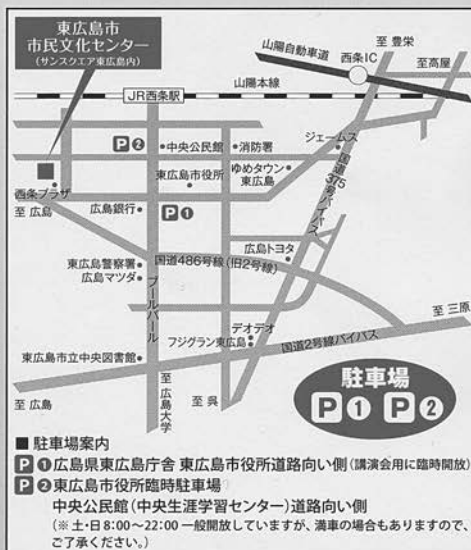 東広島市
市民文化センター
（サンスクエア東広島内）
至 豊栄
西条IC
山陽自動車道
至高屋
山陽本線
JR西条駅
P2
中央公民館
消防署
ジェームス
東広島市役所
ゆめタウン
東広島
国道375号バイパス
西条プラザ
至 広島
広島銀行
P1
広島トヨタ
東広島警察署
広島マツダ
国道486号線（旧2号線）
ブールバール
至 三原
デオデオ
フジグラン東広島
国道2号線バイパス
東広島市立中央図書館
至 広島
至 広島大学
至 呉
駐車場
P1 P2
■ 駐車場案内
P❶広島県東広島庁舎 東広島市役所道路向い側（講演会用に臨時開放）
P❷東広島市役所臨時駐車場
中央公民館（中央生涯学習センター）道路向い側
（※ 土・日 8:00～22:00 一般開放していますが、満車の場合もありますので、
ご了承ください。）